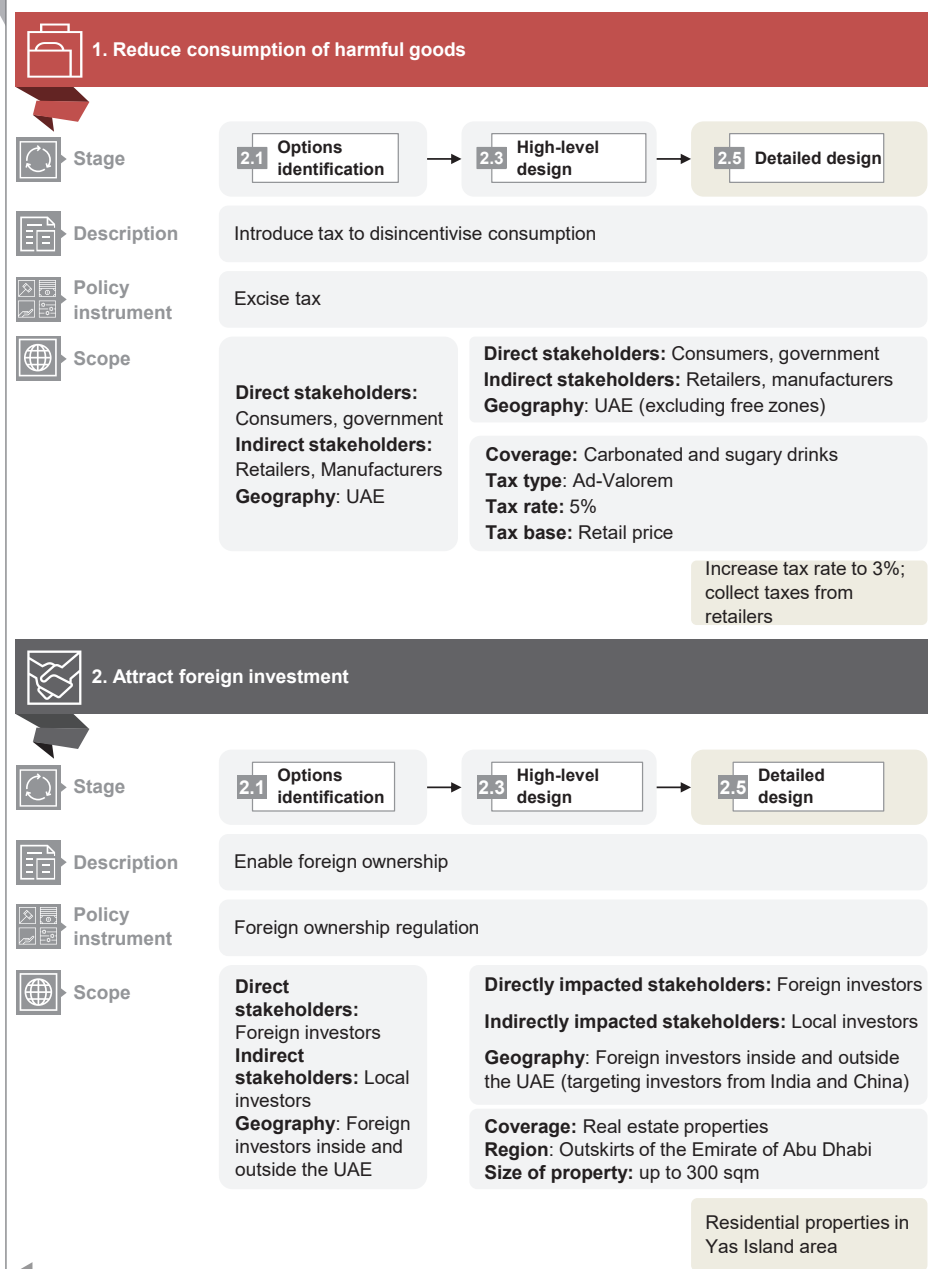 1. Reduce consumption of harmful goods
Stage
2.1
Options
identification
2.3
High-level
design
2.5
Detailed design
Description
Introduce tax to disincentivise consumption
Policy
instrument
Excise tax
Scope
Direct stakeholders:
Consumers, government
Indirect stakeholders:
Retailers, Manufacturers
Geography: UAE
Direct stakeholders: Consumers, government
Indirect stakeholders: Retailers, manufacturers
Geography: UAE (excluding free zones)
Coverage: Carbonated and sugary drinks
Tax type: Ad-Valorem
Tax rate: 5%
Tax base: Retail price
Increase tax rate to 3%;
collect taxes from
retailers
2. Attract foreign investment
Stage
2.1
Options
identification
2.3
High-level
design
2.5
Detailed
design
Description
Enable foreign ownership
Policy
instrument
Foreign ownership regulation
Scope
Direct
stakeholders:
Foreign investors
Indirect
stakeholders: Local
investors
Geography: Foreign
investors inside and
outside the UAE
Directly impacted stakeholders: Foreign investors
Indirectly impacted stakeholders: Local investors
Geography: Foreign investors inside and outside
the UAE (targeting investors from India and China)
Coverage: Real estate properties
Region: Outskirts of the Emirate of Abu Dhabi
Size of property: up to 300 sqm
Residential properties in
Yas Island area